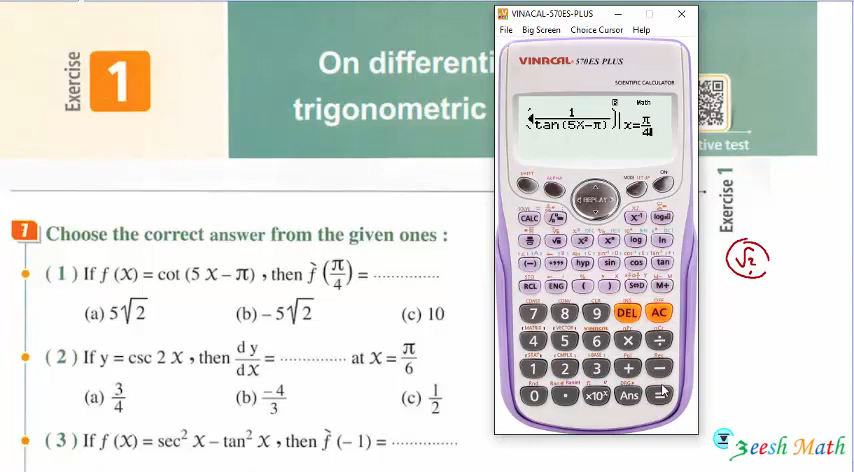 VINACAL-570ES-PLUS
File Big Screen Choice Cursor Help
Exercise
1
On differenti
trigonometric
VINACAL 570ES PLUS
SCIENTIFIC CALCULATOR
Math
1
tan(5X-π) | x=π
4
tive test
Exercise 1
SHIFT ALPHA REPLAY MODE SET UP ON
CALC x⁻¹ log
√ x² log ln
(−) hyp sin cos tan
RCL ENG ( ) S⇔D M+
7 8 9 DEL AC
4 5 6 × ÷
1 2 3 + −
0 . ×10ˣ Ans =
√2
7 Choose the correct answer from the given ones :
( 1 ) If f (X) = cot (5 X – π) , then f̀ (π/4) = ...............
(a) 5√2 (b) – 5√2 (c) 10
( 2 ) If y = csc 2 X , then dy/dX = ............... at X = π/6
(a) 3/4 (b) –4/3 (c) 1/2
( 3 ) If f (X) = sec² X – tan² X , then f̀ (– 1) = ...............
Zeesh Math